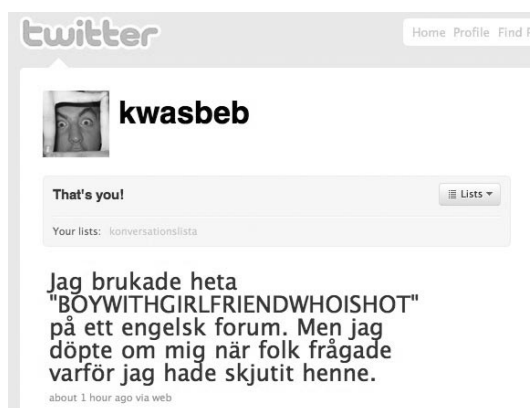 twitter
Home Profile Find
kwasbeb
That's you!
Lists
Your lists: konversationslista
Jag brukade heta
"BOYWITHGIRLFRIENDWHOISHOT"
på ett engelsk forum. Men jag
döpte om mig när folk frågade
varför jag hade skjutit henne.
about 1 hour ago via web